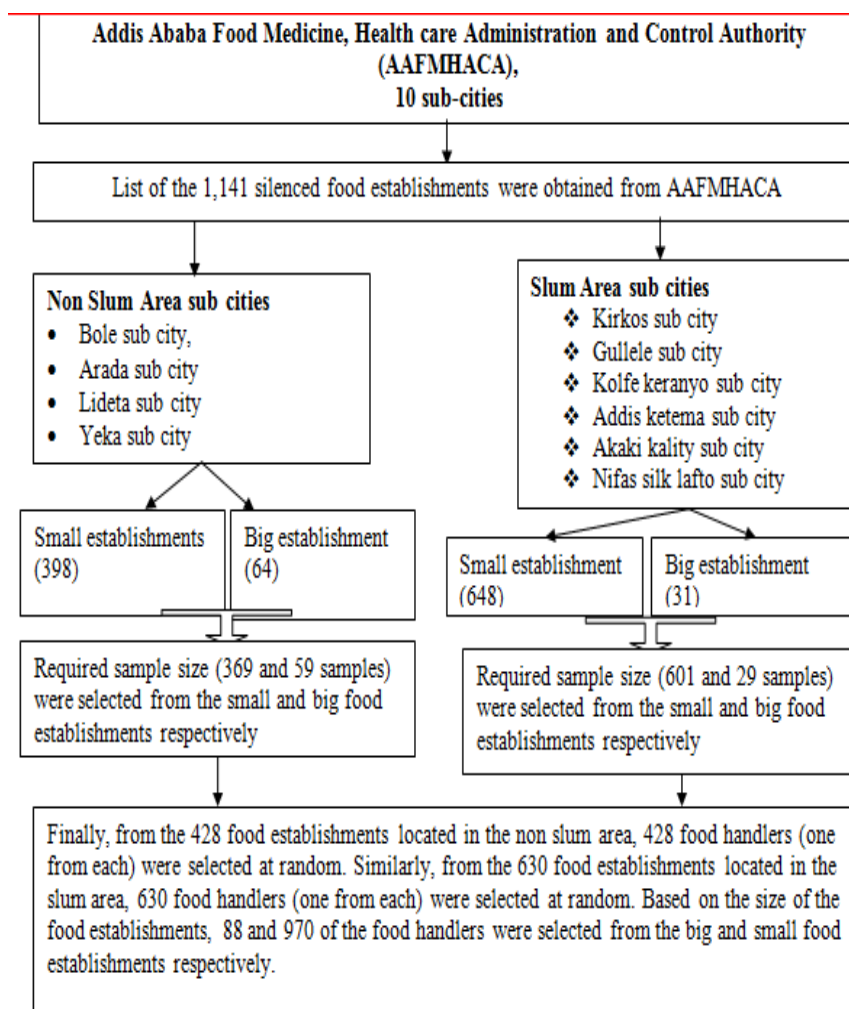 Addis Ababa Food Medicine, Health care Administration and Control Authority
(AAFMHACA),
10 sub-cities
List of the 1,141 silenced food establishments were obtained from AAFMHACA
Non Slum Area sub cities
• Bole sub city,
• Arada sub city
• Lideta sub city
• Yeka sub city
Slum Area sub cities
❖ Kirkos sub city
❖ Gullele sub city
❖ Kolfe keranyo sub city
❖ Addis ketema sub city
❖ Akaki kality sub city
❖ Nifas silk lafto sub city
Small establishments
(398)
Big establishment
(64)
Small establishment
(648)
Big establishment
(31)
Required sample size (369 and 59 samples)
were selected from the small and big food
establishments respectively
Required sample size (601 and 29 samples)
were selected from the small and big food
establishments respectively
Finally, from the 428 food establishments located in the non slum area, 428 food handlers (one
from each) were selected at random. Similarly, from the 630 food establishments located in the
slum area, 630 food handlers (one from each) were selected at random. Based on the size of the
food establishments, 88 and 970 of the food handlers were selected from the big and small food
establishments respectively.